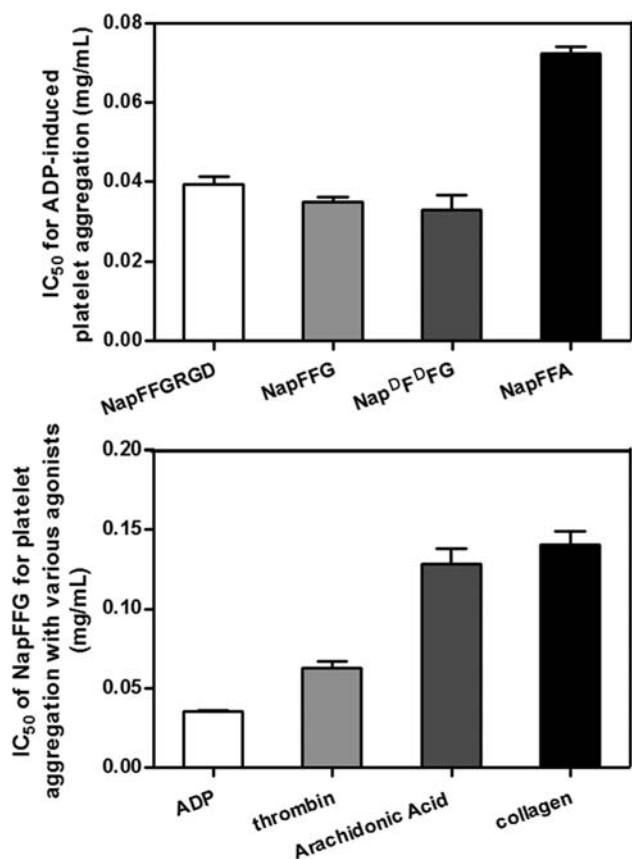 IC50 for ADP-induced
platelet aggregation (mg/mL)
0.08
0.06
0.04
0.02
0.00
NapFFGRGD
NapFFG
NapᴰFᴰFG
NapFFA
IC50 of NapFFG for platelet
aggregation with various agonists
(mg/mL)
0.20
0.15
0.10
0.05
0.00
ADP
thrombin
Arachidonic Acid
collagen